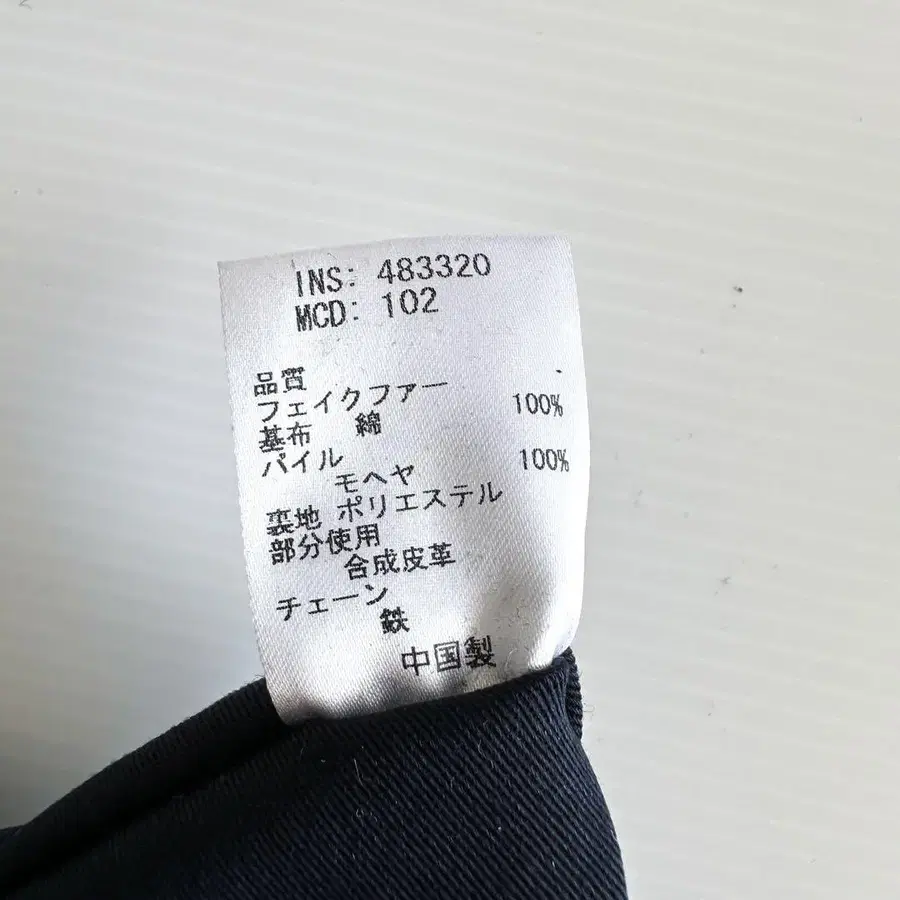 INS: 483320
MCD: 102
品質
フェイクファー
基布 綿 100%
パイル
モヘヤ 100%
裏地 ポリエステル
部分使用
合成皮革
チェーン
鉄
中国製